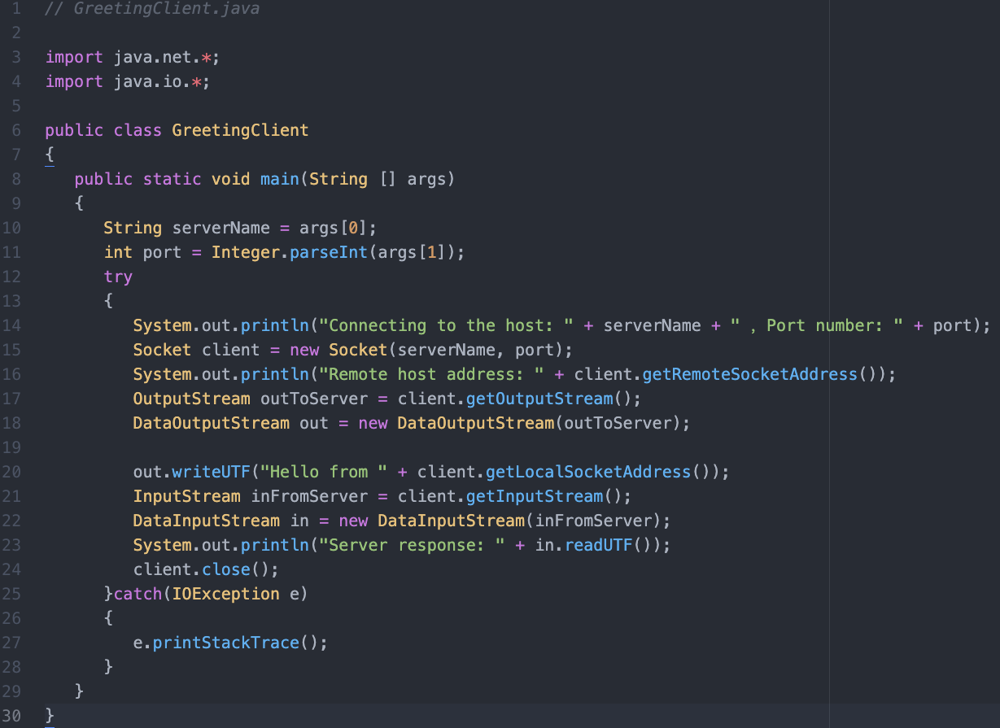 1 // GreetingClient.java
2
3 import java.net.*;
4 import java.io.*;
5
6 public class GreetingClient
7 {
8    public static void main(String [] args)
9    {
10       String serverName = args[0];
11       int port = Integer.parseInt(args[1]);
12       try
13       {
14          System.out.println("Connecting to the host: " + serverName + " , Port number: " + port);
15          Socket client = new Socket(serverName, port);
16          System.out.println("Remote host address: " + client.getRemoteSocketAddress());
17          OutputStream outToServer = client.getOutputStream();
18          DataOutputStream out = new DataOutputStream(outToServer);
19
20          out.writeUTF("Hello from " + client.getLocalSocketAddress());
21          InputStream inFromServer = client.getInputStream();
22          DataInputStream in = new DataInputStream(inFromServer);
23          System.out.println("Server response: " + in.readUTF());
24          client.close();
25       }catch(IOException e)
26       {
27          e.printStackTrace();
28       }
29    }
30 }